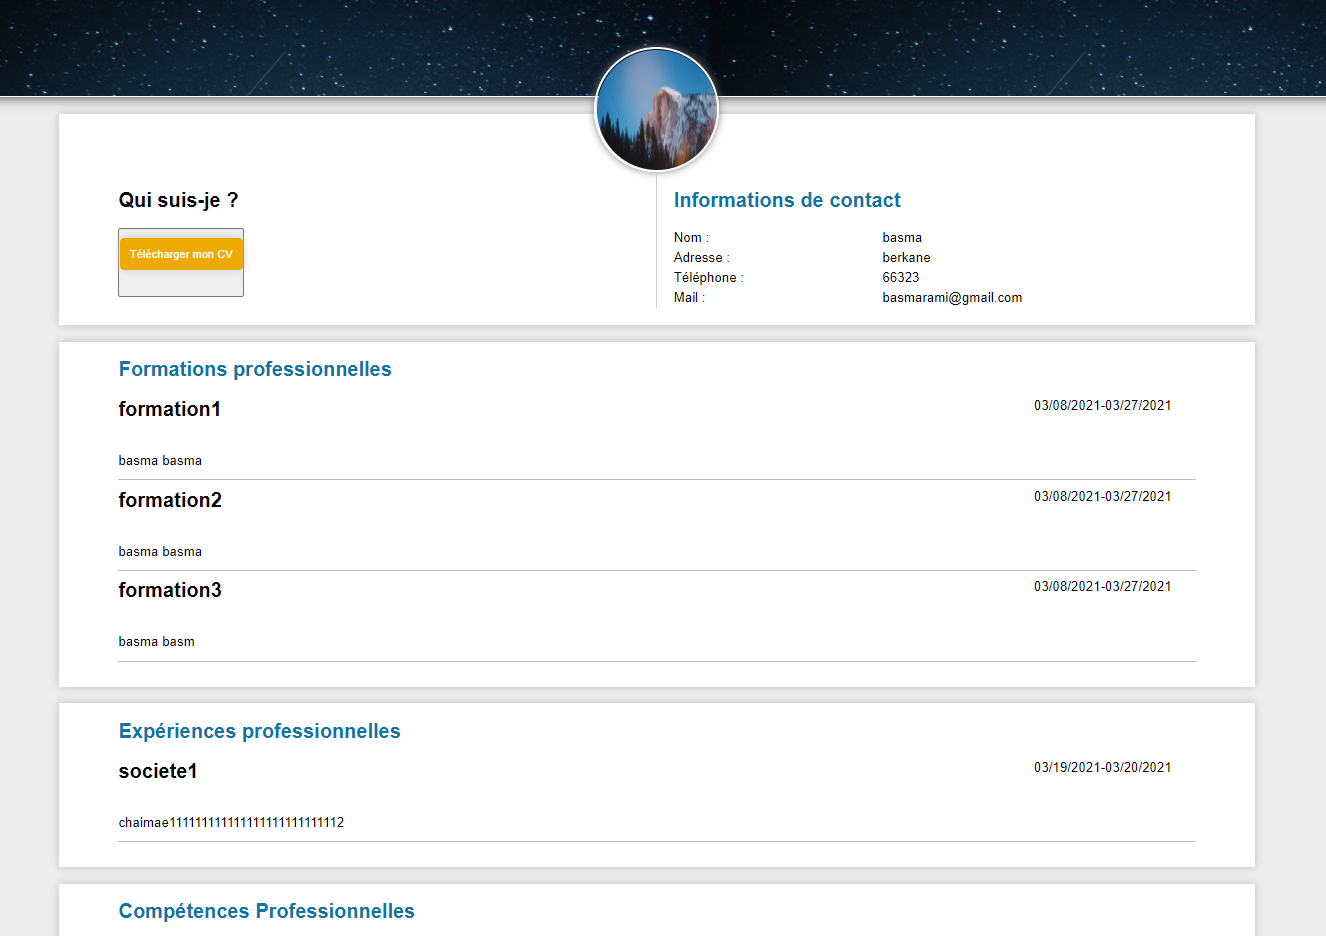 Qui suis-je ?
Télécharger mon CV
Informations de contact
Nom : basma
Adresse : berkane
Téléphone : 66323
Mail : basmarami@gmail.com
Formations professionnelles
formation1 03/08/2021-03/27/2021
basma basma
formation2 03/08/2021-03/27/2021
basma basma
formation3 03/08/2021-03/27/2021
basma basm
Expériences professionnelles
societe1 03/19/2021-03/20/2021
chaimae1111111111111111111111111112
Compétences Professionnelles